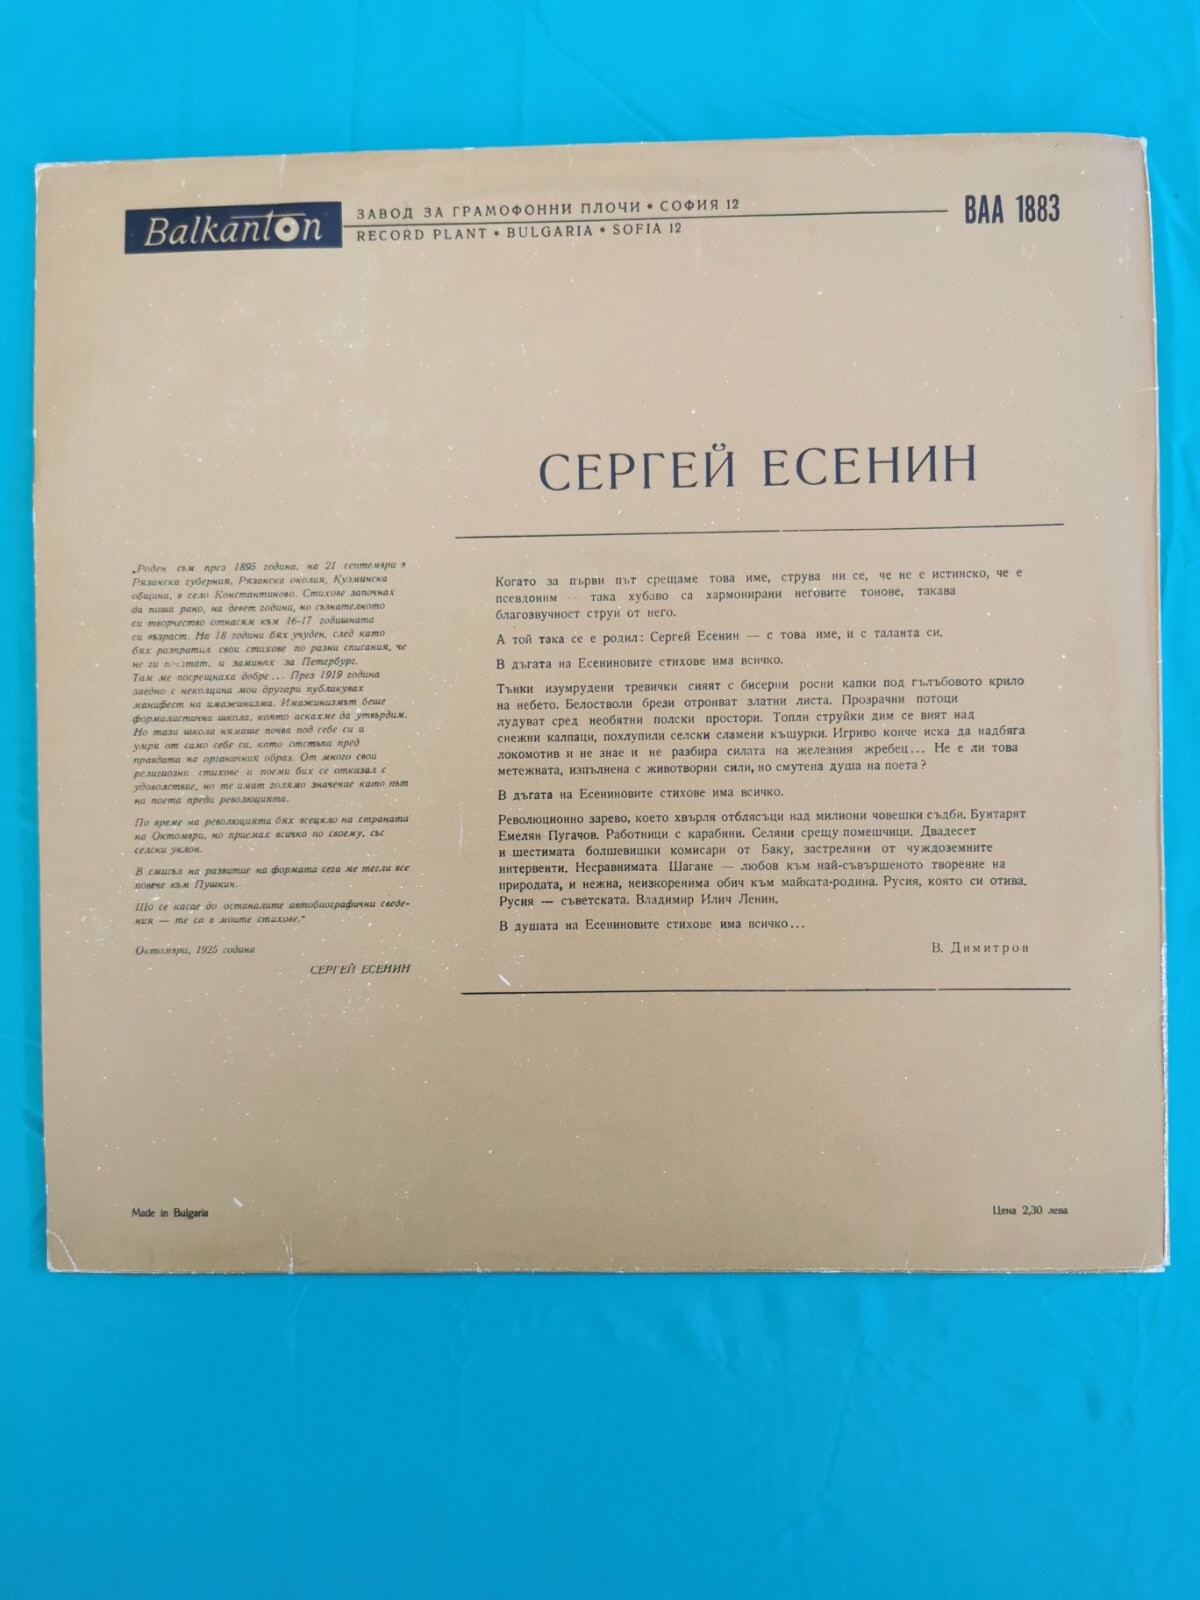 Balkanton
ЗАВОД ЗА ГРАМОФОННИ ПЛОЧИ • СОФИЯ 12
RECORD PLANT • BULGARIA • SOFIA 12
ВАА 1883
СЕРГЕЙ ЕСЕНИН
„Роден съм през 1895 година, на 21 септември в
Рязанска губерния, Рязанска околия, Кузминска
община, в село Константиново. Стихове започнах
да пиша рано, на девет години, но съзнателното
си творчество отнасям към 16-17 годишната
си възраст. На 18 години бях учуден, след като
бях разпратил свои стихове по разни списания, че
не ги и заминах за Петербург.
Там ме посрещнаха добре... През 1919 година
заедно с неколцина мои другари публикувах
манифест на имажинизма. Имажинизмът беше
формалистична школа, която искахме да утвърдим.
Но тази школа нямаше почва под себе си и
умря от само себе си, като отстъпи пред
правдата на органичния образ. От много свои
религиозни стихове и поеми бих се отказал с
удоволствие, но те имат голямо значение като път
на поета преди революцията.
По време на революцията бях всецяло на страната
на Октомври, но приемах всичко по своему, със
селски уклон.
В смисъл на развитие на формата сега ме тегли все
повече към Пушкин.
Що се касае до останалите автобиографични сведе-
ния — те са в моите стихове."
Октомври, 1925 година
СЕРГЕЙ ЕСЕНИН
Когато за първи път срещаме това име, струва ни се, че не е истинско, че е
псевдоним — така хубаво са хармонирани неговите тонове, такава
благозвучност струи от него.
А той така се е родил: Сергей Есенин — с това име, и с таланта си.
В дъгата на Есениновите стихове има всичко.
Тънки изумрудени тревички сияят с бисерни росни капки под гълъбовото крило
на небето. Белостволи брези отронват златни листа. Прозрачни потоци
лудуват сред необятни полски простори. Топли струйки дим се вият над
снежни калпаци, похлупили селски сламени къщурки. Игриво конче иска да надбяга
локомотив и не знае и не разбира силата на железния жребец... Не е ли това
метежната, изпълнена с животворни сили, но смутена душа на поета?
В дъгата на Есениновите стихове има всичко.
Революционно зарево, което хвърля отблясъци над милиони човешки съдби. Бунтарят
Емелян Пугачов. Работници с карабини. Селяни срещу помешчици. Двадесет
и шестимата болшевишки комисари от Баку, застреляни от чуждоземните
интервенти. Несравнимата Шагане — любов към най-съвършеното творение на
природата, и нежна, неизкоренима обич към майката-родина. Русия, която си отива.
Русия — съветската. Владимир Илич Ленин.
В душата на Есениновите стихове има всичко...
В. Димитров
Made in Bulgaria
Цена 2,30 лева